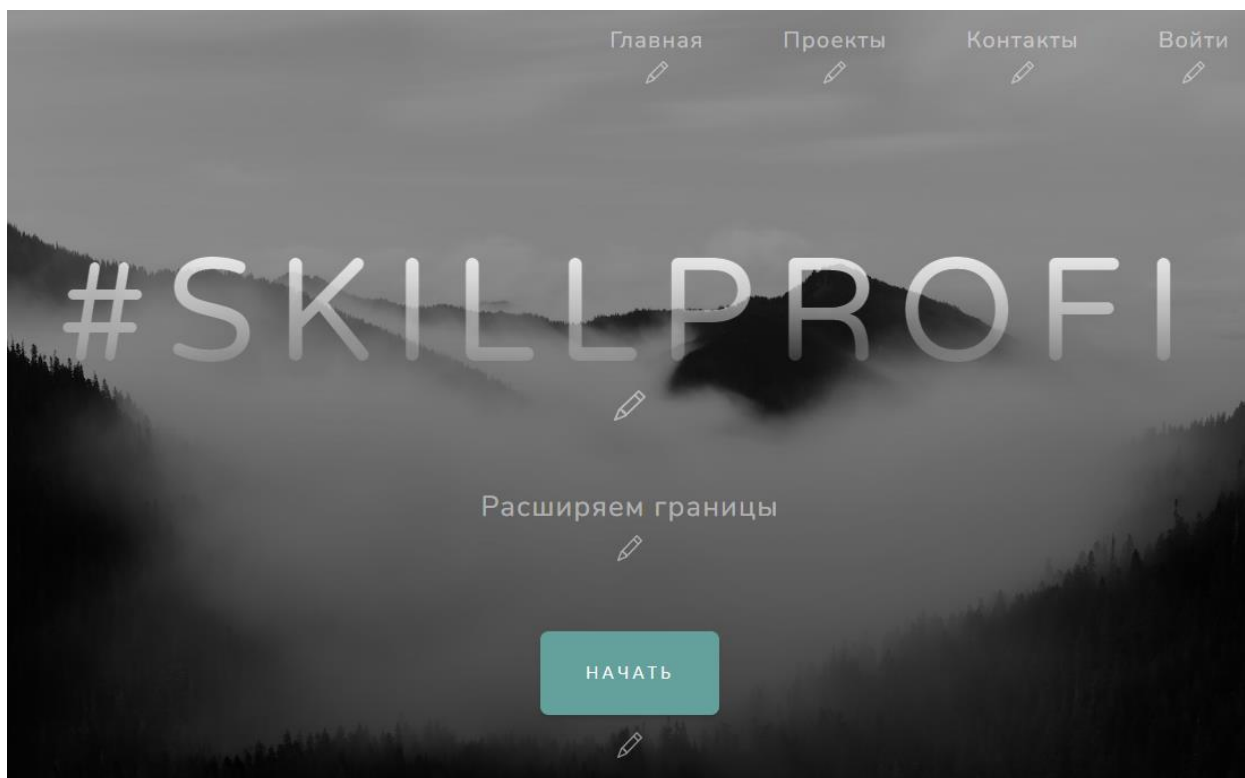 Главная Проекты Контакты Войти
#SKILLPROFI
Расширяем границы
НАЧАТЬ